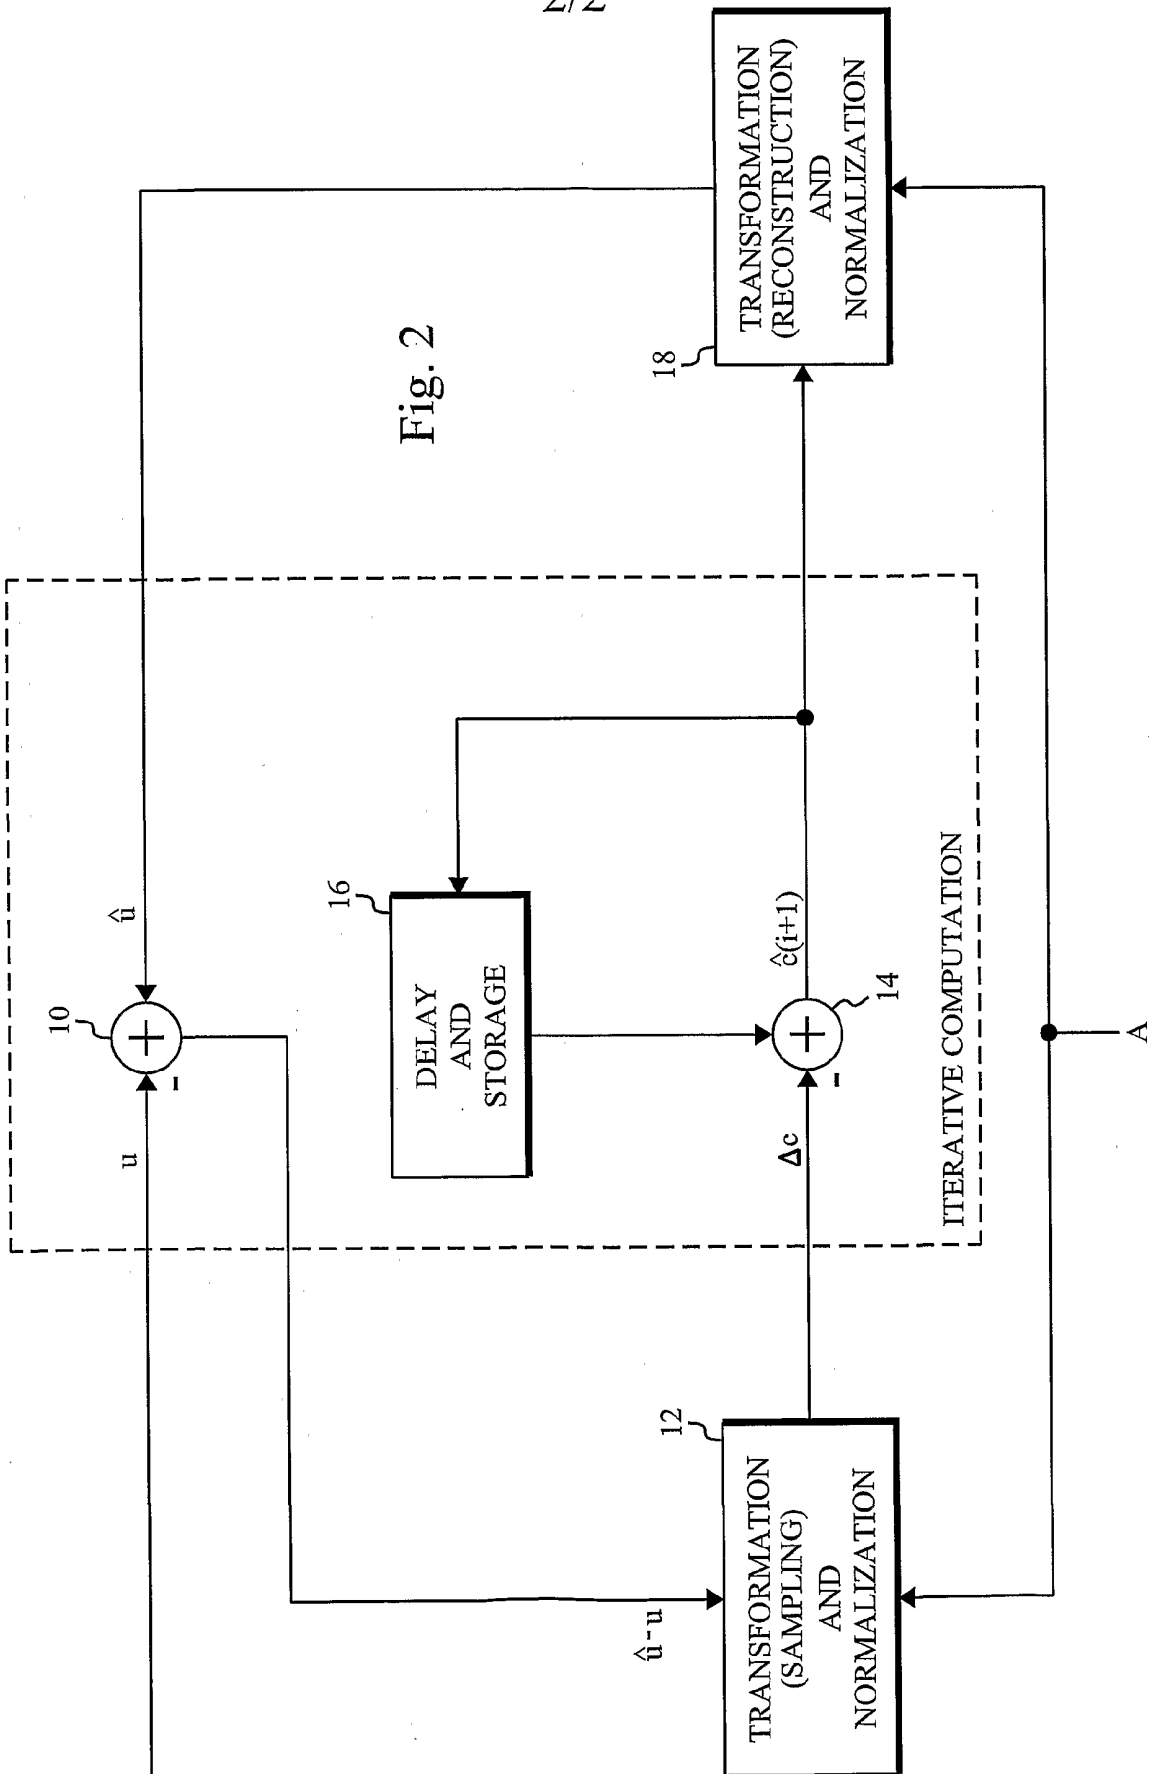 2/2
10
u
û
-
16
DELAY
AND
STORAGE
Fig. 2
û-u
12
TRANSFORMATION
(SAMPLING)
AND
NORMALIZATION
Δc
-
14
ĉ(i+1)
ITERATIVE COMPUTATION
18
TRANSFORMATION
(RECONSTRUCTION)
AND
NORMALIZATION
A